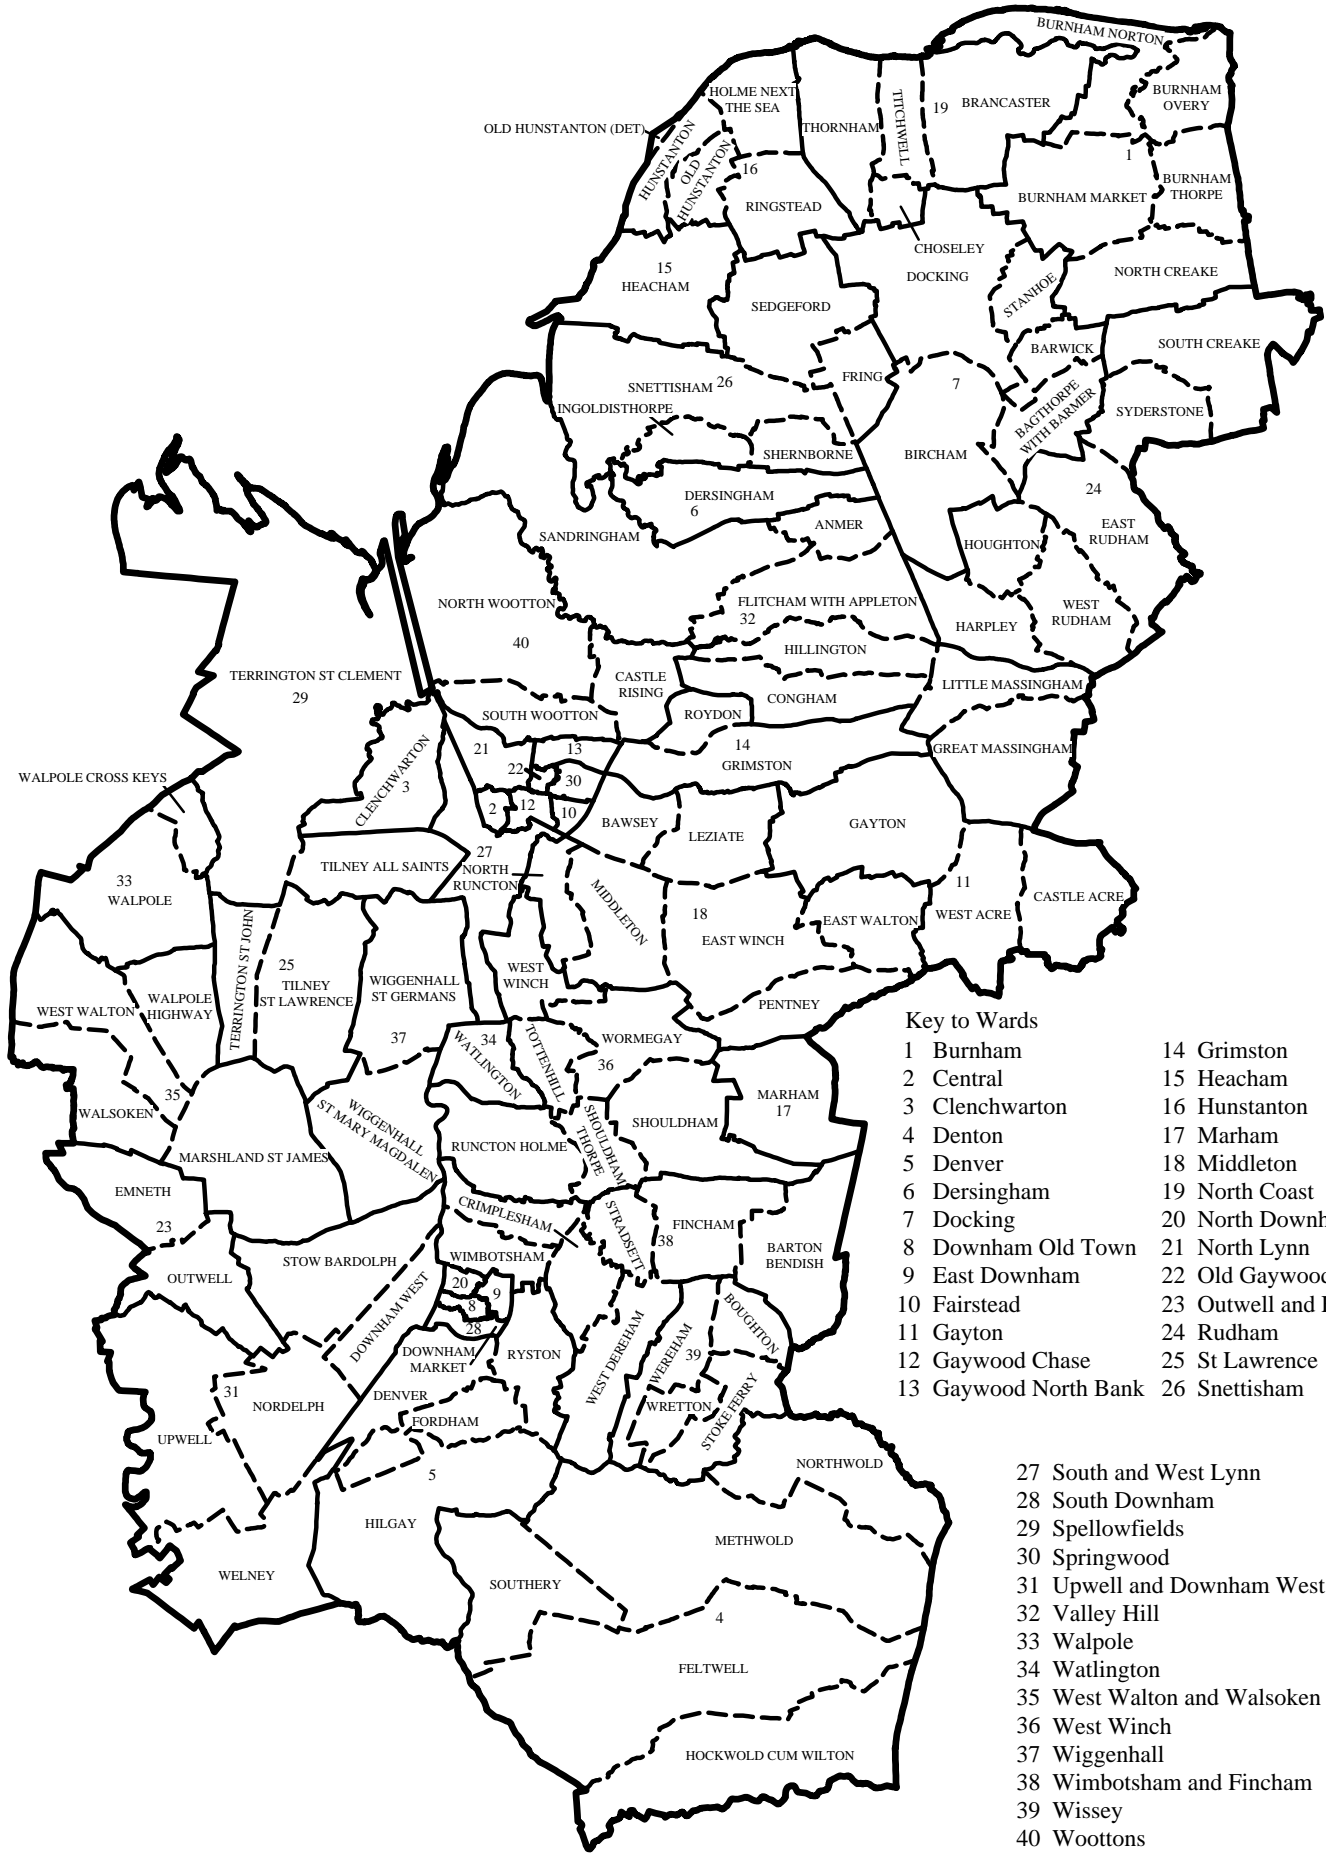 BURNHAM NORTON
HOLME NEXT
THE SEA
BURNHAM
OVERY
TITCHWELL
19
BRANCASTER
OLD HUNSTANTON (DET)
THORNHAM
HUNSTANTON
OLD
HUNSTANTON
16
1
RINGSTEAD
BURNHAM MARKET
BURNHAM
THORPE
CHOSELEY
15
HEACHAM
DOCKING
NORTH CREAKE
STANHOE
SEDGEFORD
BARWICK
SOUTH CREAKE
SNETTISHAM 26
FRING
7
BAGTHORPE
WITH BARMER
INGOLDISTHORPE
SYDERSTONE
SHERNBORNE
BIRCHAM
DERSINGHAM
6
24
ANMER
EAST
RUDHAM
SANDRINGHAM
HOUGHTON
NORTH WOOTTON
FLITCHAM WITH APPLETON
32
WEST
RUDHAM
HARPLEY
40
HILLINGTON
TERRINGTON ST CLEMENT
29
CASTLE
RISING
LITTLE MASSINGHAM
CONGHAM
SOUTH WOOTTON
ROYDON
21
13
14
GRIMSTON
GREAT MASSINGHAM
CLENCHWARTON
3
22
30
WALPOLE CROSS KEYS
2
12
10
BAWSEY
LEZIATE
GAYTON
27
TILNEY ALL SAINTS
NORTH
RUNCTON
33
WALPOLE
11
MIDDLETON
CASTLE ACRE
18
EAST WINCH
EAST WALTON
WEST ACRE
TERRINGTON ST JOHN
25
TILNEY
ST LAWRENCE
WIGGENHALL
ST GERMANS
WEST
WINCH
WEST WALTON
WALPOLE
HIGHWAY
PENTNEY
37
34
WATLINGTON
TOTTENHILL
WORMEGAY
36
35
WALSOKEN
WIGGENHALL
ST MARY MAGDALEN
SHOULDHAM
THORPE
SHOULDHAM
MARHAM
17
RUNCTON HOLME
MARSHLAND ST JAMES
EMNETH
23
CRIMPLESHAM
STRADSETT
38
FINCHAM
BARTON
BENDISH
OUTWELL
STOW BARDOLPH
WIMBOTSHAM
20
9
8
28
DOWNHAM WEST
DOWNHAM
MARKET
RYSTON
WEST DEREHAM
WEREHAM
39
BOUGHTON
31
NORDELPH
DENVER
WRETTON
STOKE FERRY
FORDHAM
UPWELL
5
NORTHWOLD
HILGAY
METHWOLD
WELNEY
SOUTHERY
4
FELTWELL
HOCKWOLD CUM WILTON
Key to Wards
1 Burnham
2 Central
3 Clenchwarton
4 Denton
5 Denver
6 Dersingham
7 Docking
8 Downham Old Town
9 East Downham
10 Fairstead
11 Gayton
12 Gaywood Chase
13 Gaywood North Bank
14 Grimston
15 Heacham
16 Hunstanton
17 Marham
18 Middleton
19 North Coast
20 North Downh
21 North Lynn
22 Old Gaywood
23 Outwell and
24 Rudham
25 St Lawrence
26 Snettisham
27 South and West Lynn
28 South Downham
29 Spellowfields
30 Springwood
31 Upwell and Downham West
32 Valley Hill
33 Walpole
34 Watlington
35 West Walton and Walsoken
36 West Winch
37 Wiggenhall
38 Wimbotsham and Fincham
39 Wissey
40 Woottons